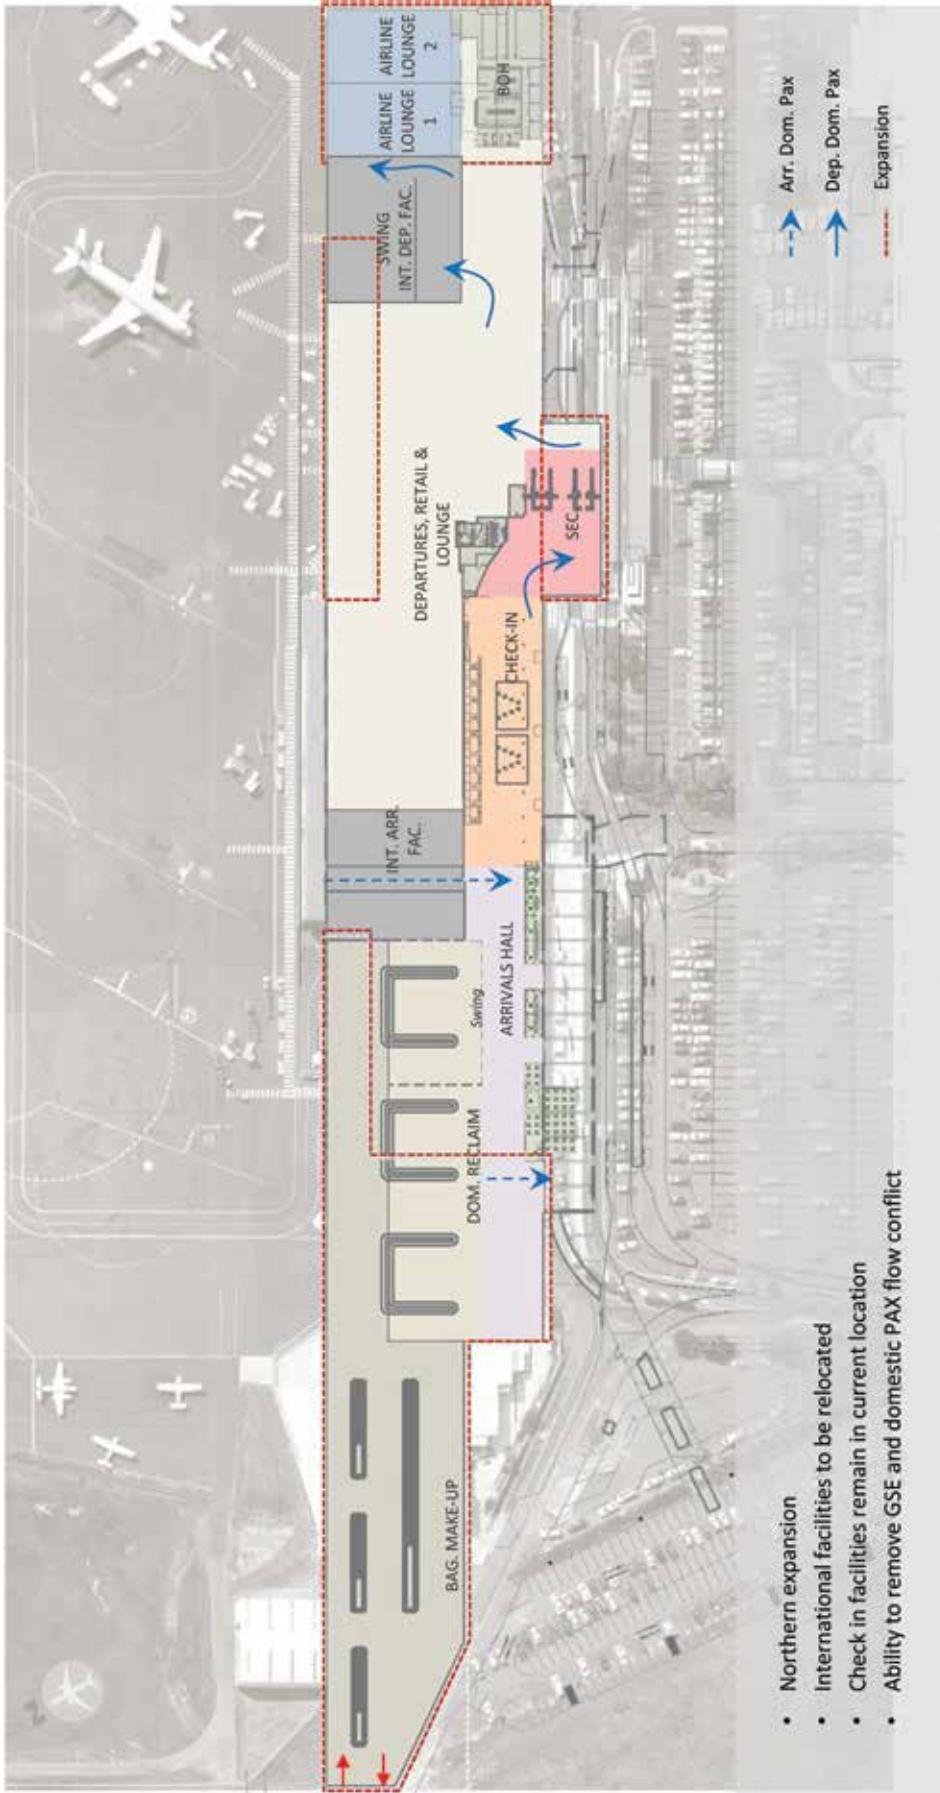 AIRLINE
LOUNGE
1
AIRLINE
LOUNGE
2
BOH
SWING
INT. DEP. FAC.
DEPARTURES, RETAIL &
LOUNGE
SEC.
CHECK-IN
INT. ARR.
FAC.
ARRIVALS HALL
Swing
DOM. RECLAIM
BAG. MAKE-UP
N
Arr. Dom. Pax
Dep. Dom. Pax
Expansion
• Northern expansion
• International facilities to be relocated
• Check in facilities remain in current location
• Ability to remove GSE and domestic PAX flow conflict